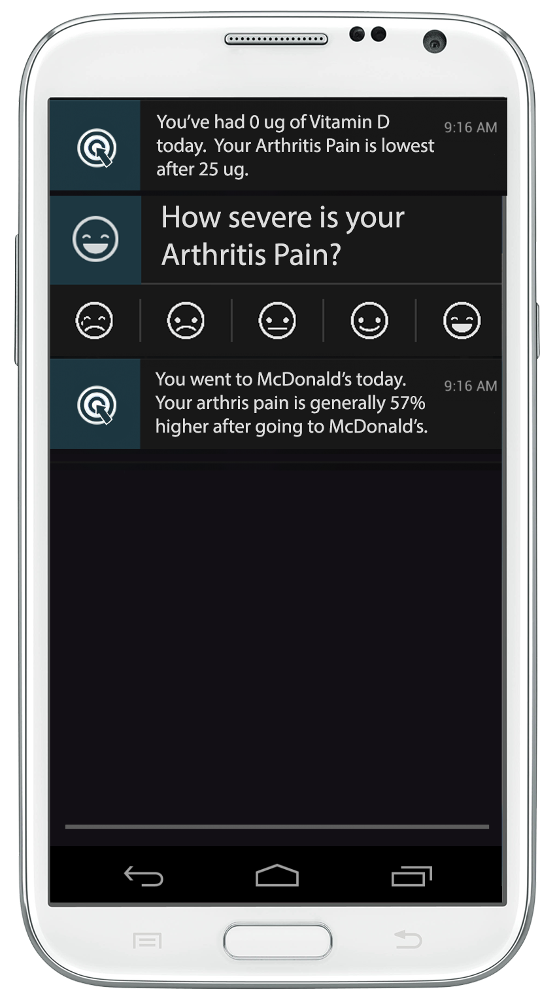 You've had 0 ug of Vitamin D
9:16 AM
today.  Your Arthritis Pain is lowest
after 25 ug.
How severe is your
Arthritis Pain?
You went to McDonald's today.
9:16 AM
Your arthris pain is generally 57%
higher after going to McDonald's.